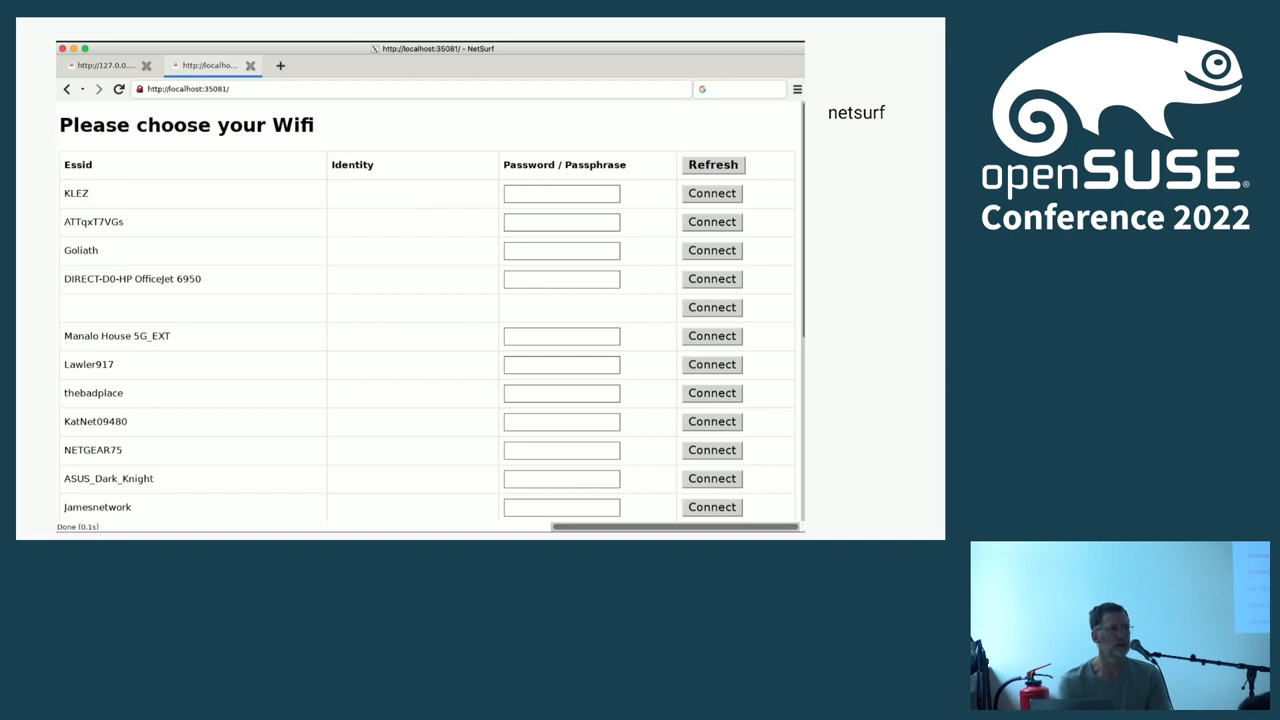 http://localhost:35081/ - NetSurf
http://127.0.0....
http://localho...
http://localhost:35081/
Please choose your Wifi
Essid Identity Password / Passphrase Refresh
KLEZ Connect
ATTqxT7VGs Connect
Goliath Connect
DIRECT-D0-HP OfficeJet 6950 Connect
Connect
Manalo House 5G_EXT Connect
Lawler917 Connect
thebadplace Connect
KatNet09480 Connect
NETGEAR75 Connect
ASUS_Dark_Knight Connect
Jamesnetwork Connect
Done (0.1s)
netsurf
openSUSE®
Conference 2022